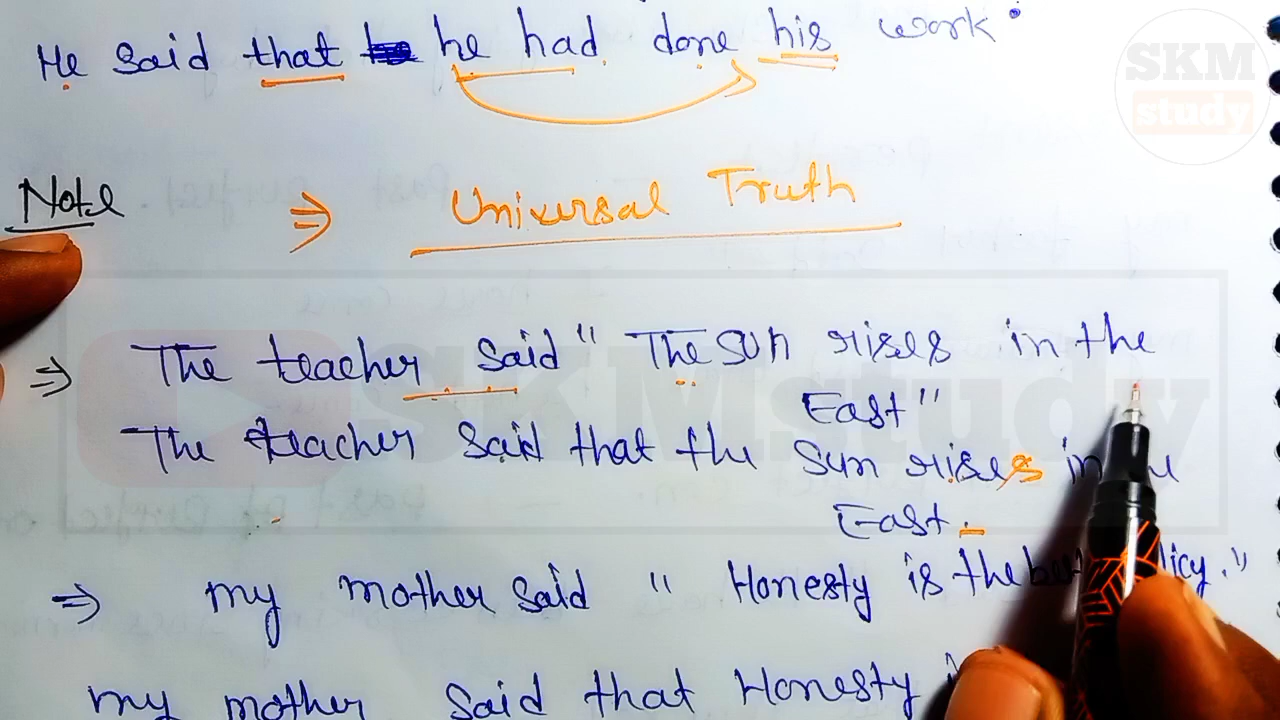 He said that he had done his work.
SKM
study
Note ⇒ Universal Truth
⇒ The teacher said " The sun rises in the
East"
SKMstudy
The teacher said that the Sun rises in
East.
⇒ my mother said " Honesty is the policy."
my mother said that Honesty